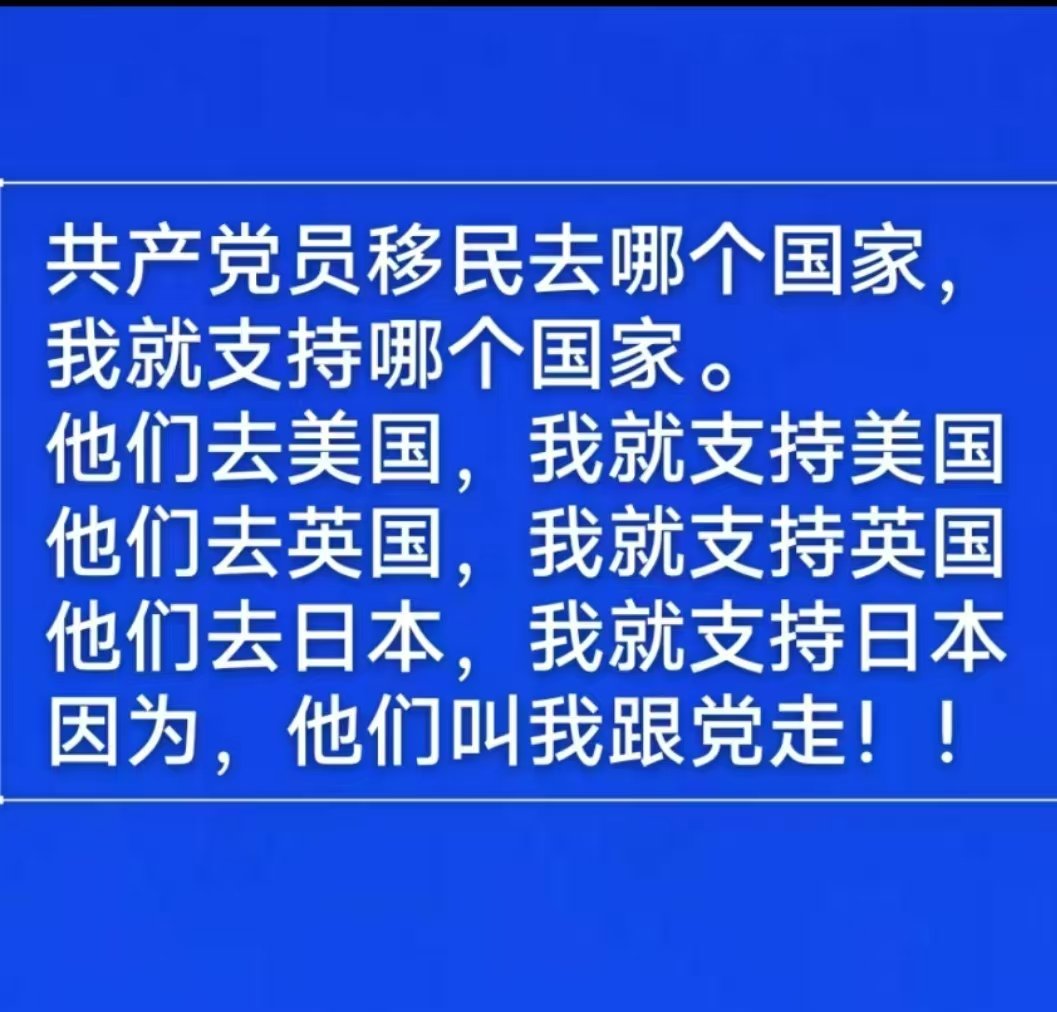 共产党员移民去哪个国家，
我就支持哪个国家。
他们去美国，我就支持美国
他们去英国，我就支持英国
他们去日本，我就支持日本
因为，他们叫我跟党走！！